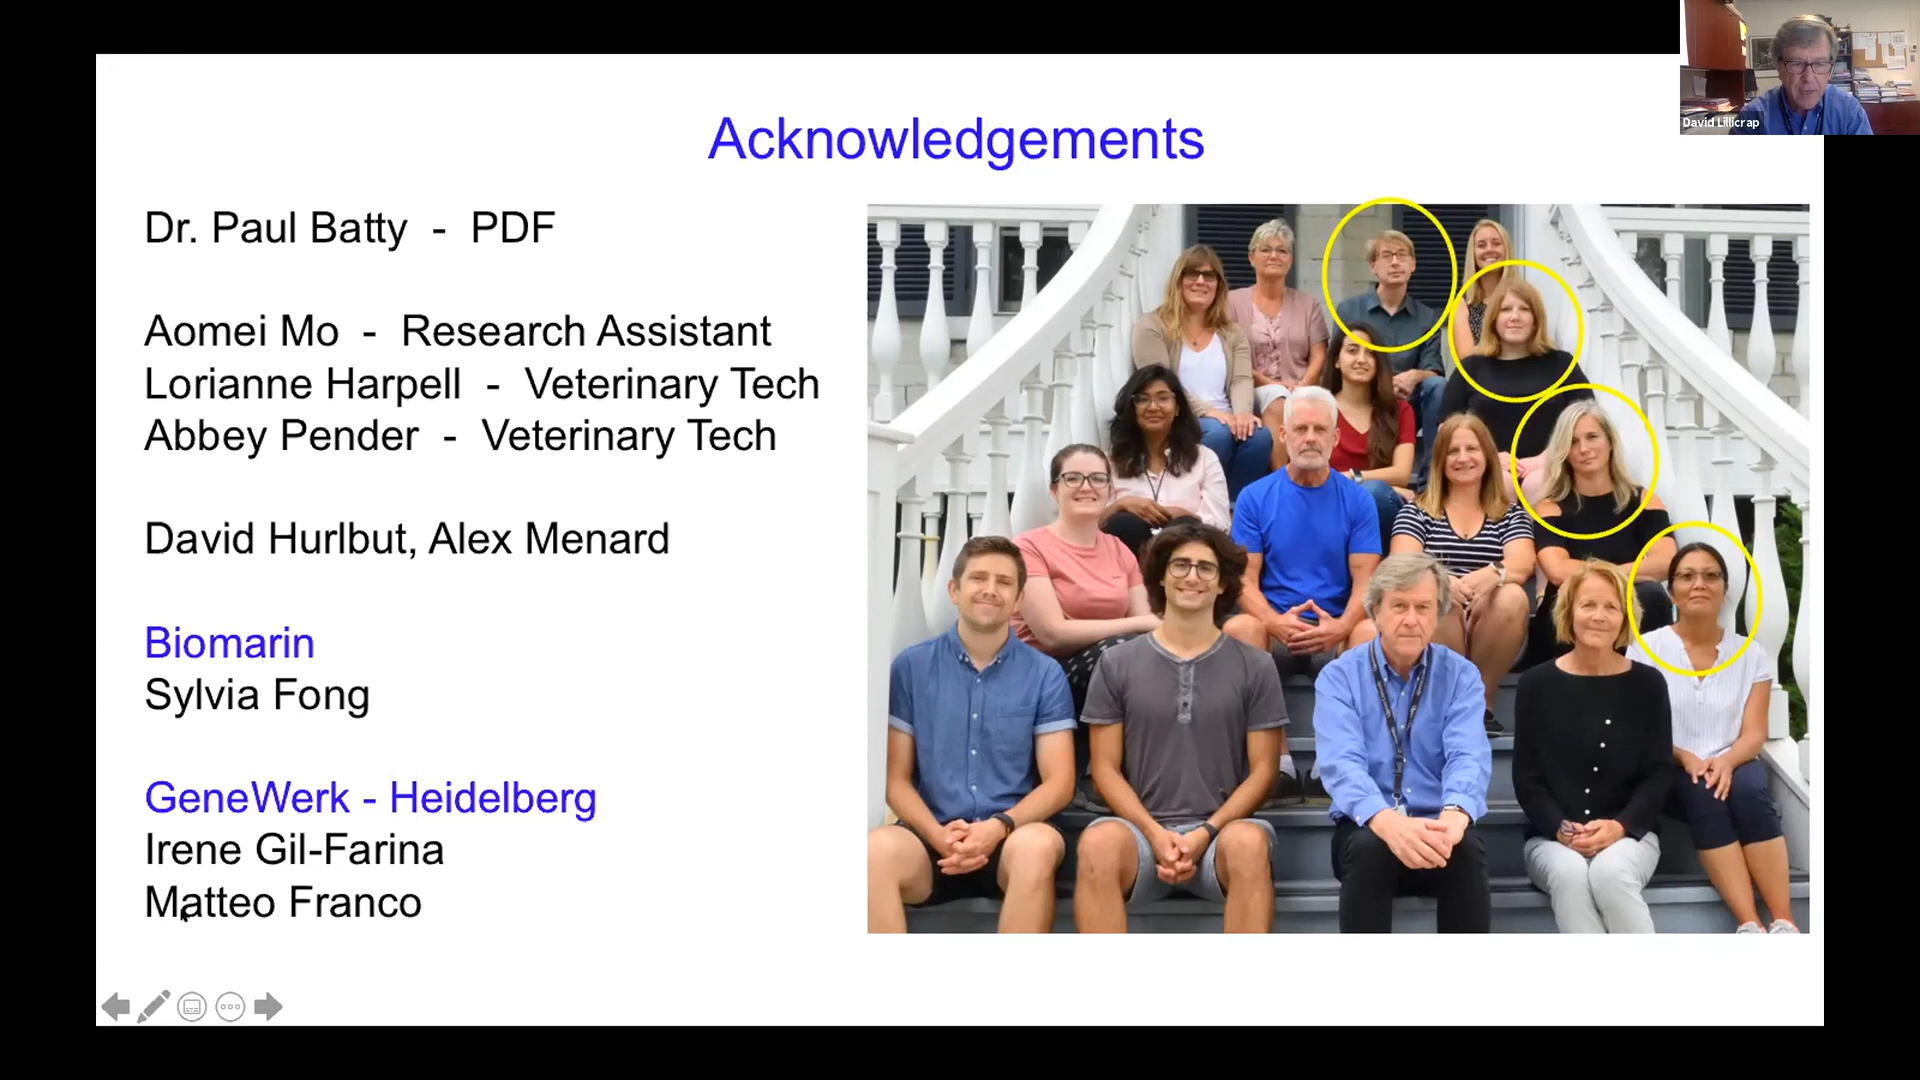 David Lillicrap
Acknowledgements
Dr. Paul Batty - PDF
Aomei Mo - Research Assistant
Lorianne Harpell - Veterinary Tech
Abbey Pender - Veterinary Tech
David Hurlbut, Alex Menard
Biomarin
Sylvia Fong
GeneWerk - Heidelberg
Irene Gil-Farina
Matteo Franco